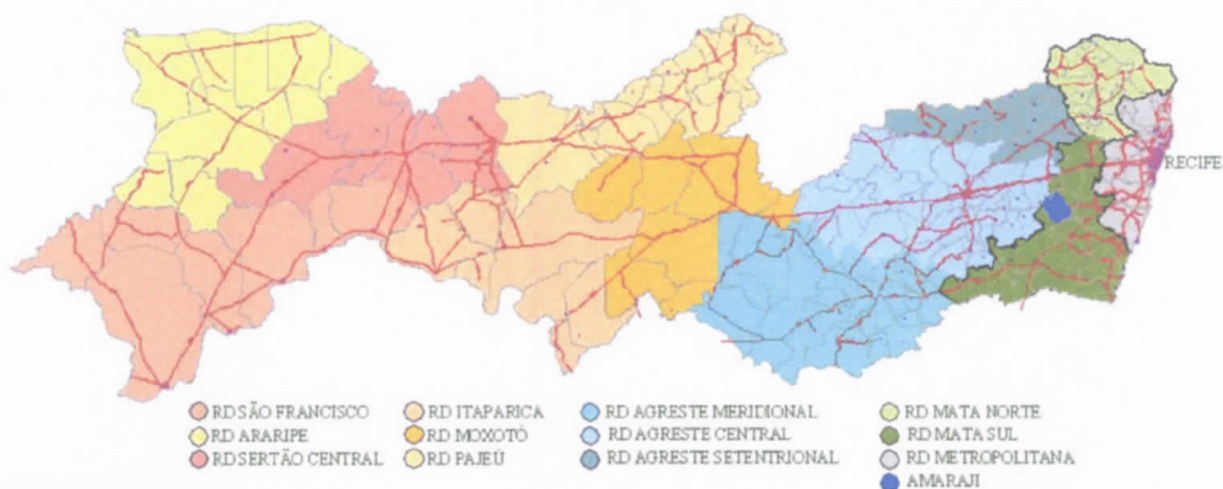 RECIFE
RD SÃO FRANCISCO
RD ARARIPE
RD SERTÃO CENTRAL
RD ITAPARICA
RD MOXOTÓ
RD PAJEÚ
RD AGRESTE MERIDIONAL
RD AGRESTE CENTRAL
RD AGRESTE SETENTRIONAL
RD MATA NORTE
RD MATA SUL
RD METROPOLITANA
AMARAJI